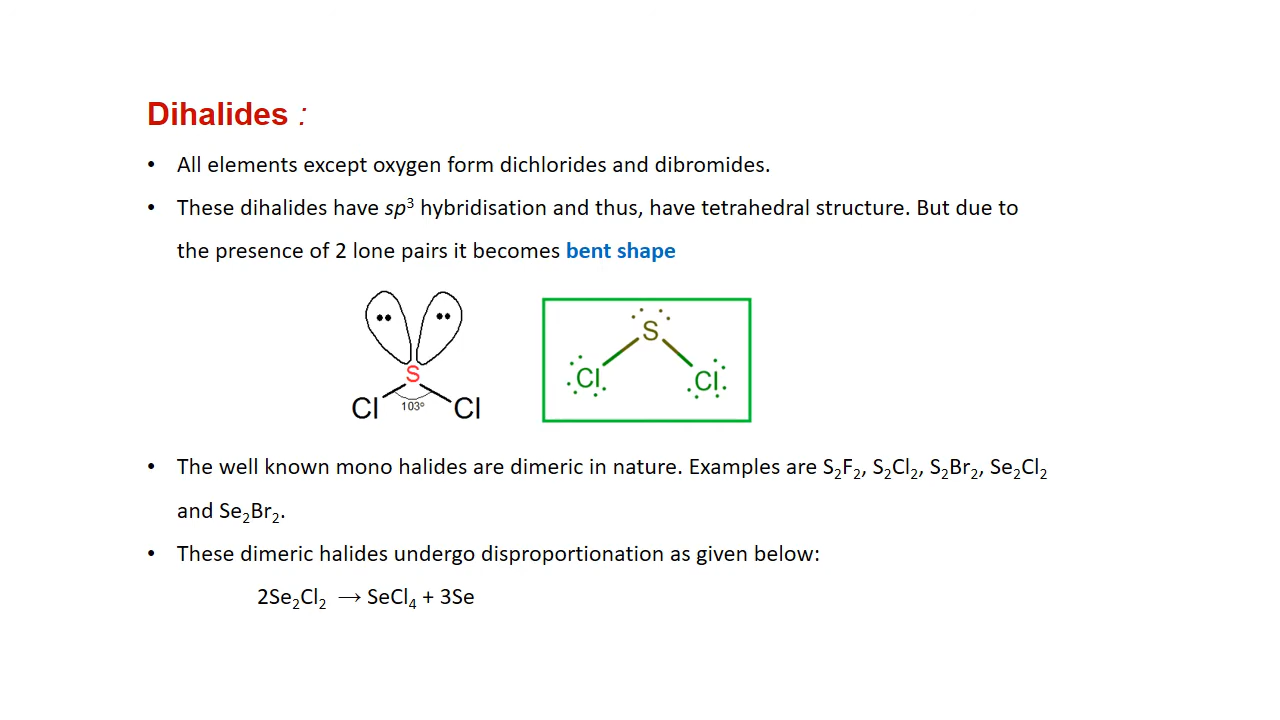 Dihalides :
• All elements except oxygen form dichlorides and dibromides.
• These dihalides have sp³ hybridisation and thus, have tetrahedral structure. But due to
the presence of 2 lone pairs it becomes bent shape
S
Cl 103° Cl
S
Cl Cl
• The well known mono halides are dimeric in nature. Examples are S₂F₂, S₂Cl₂, S₂Br₂, Se₂Cl₂
and Se₂Br₂.
• These dimeric halides undergo disproportionation as given below:
2Se₂Cl₂ → SeCl₄ + 3Se